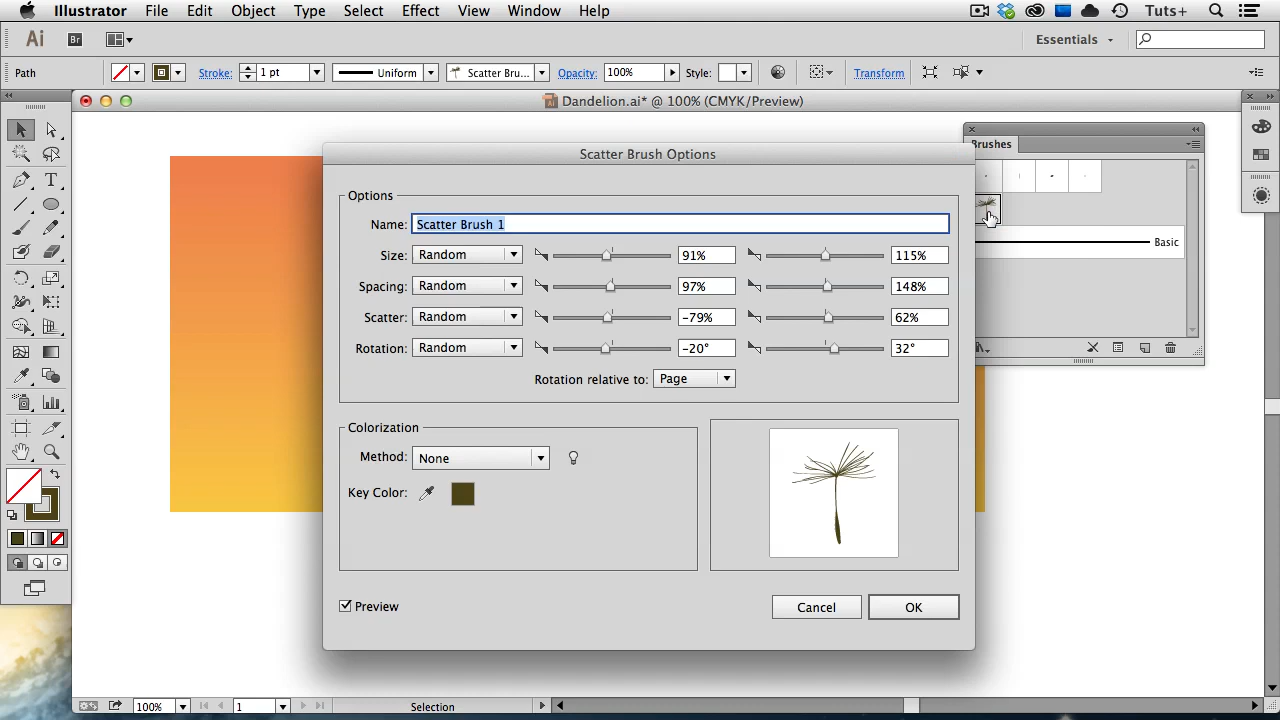 Illustrator File Edit Object Type Select Effect View Window Help Tuts+
Ai Br Essentials
Path Stroke: 1 pt Uniform Scatter Bru... Opacity: 100% Style: Transform
Dandelion.ai* @ 100% (CMYK/Preview)
Brushes
Scatter Brush Options
Options
Name: Scatter Brush 1
Size: Random 91% 115%
Basic
Spacing: Random 97% 148%
Scatter: Random -79% 62%
Rotation: Random -20° 32°
Rotation relative to: Page
Colorization
Method: None
Key Color:
Preview Cancel OK
100% 1 Selection